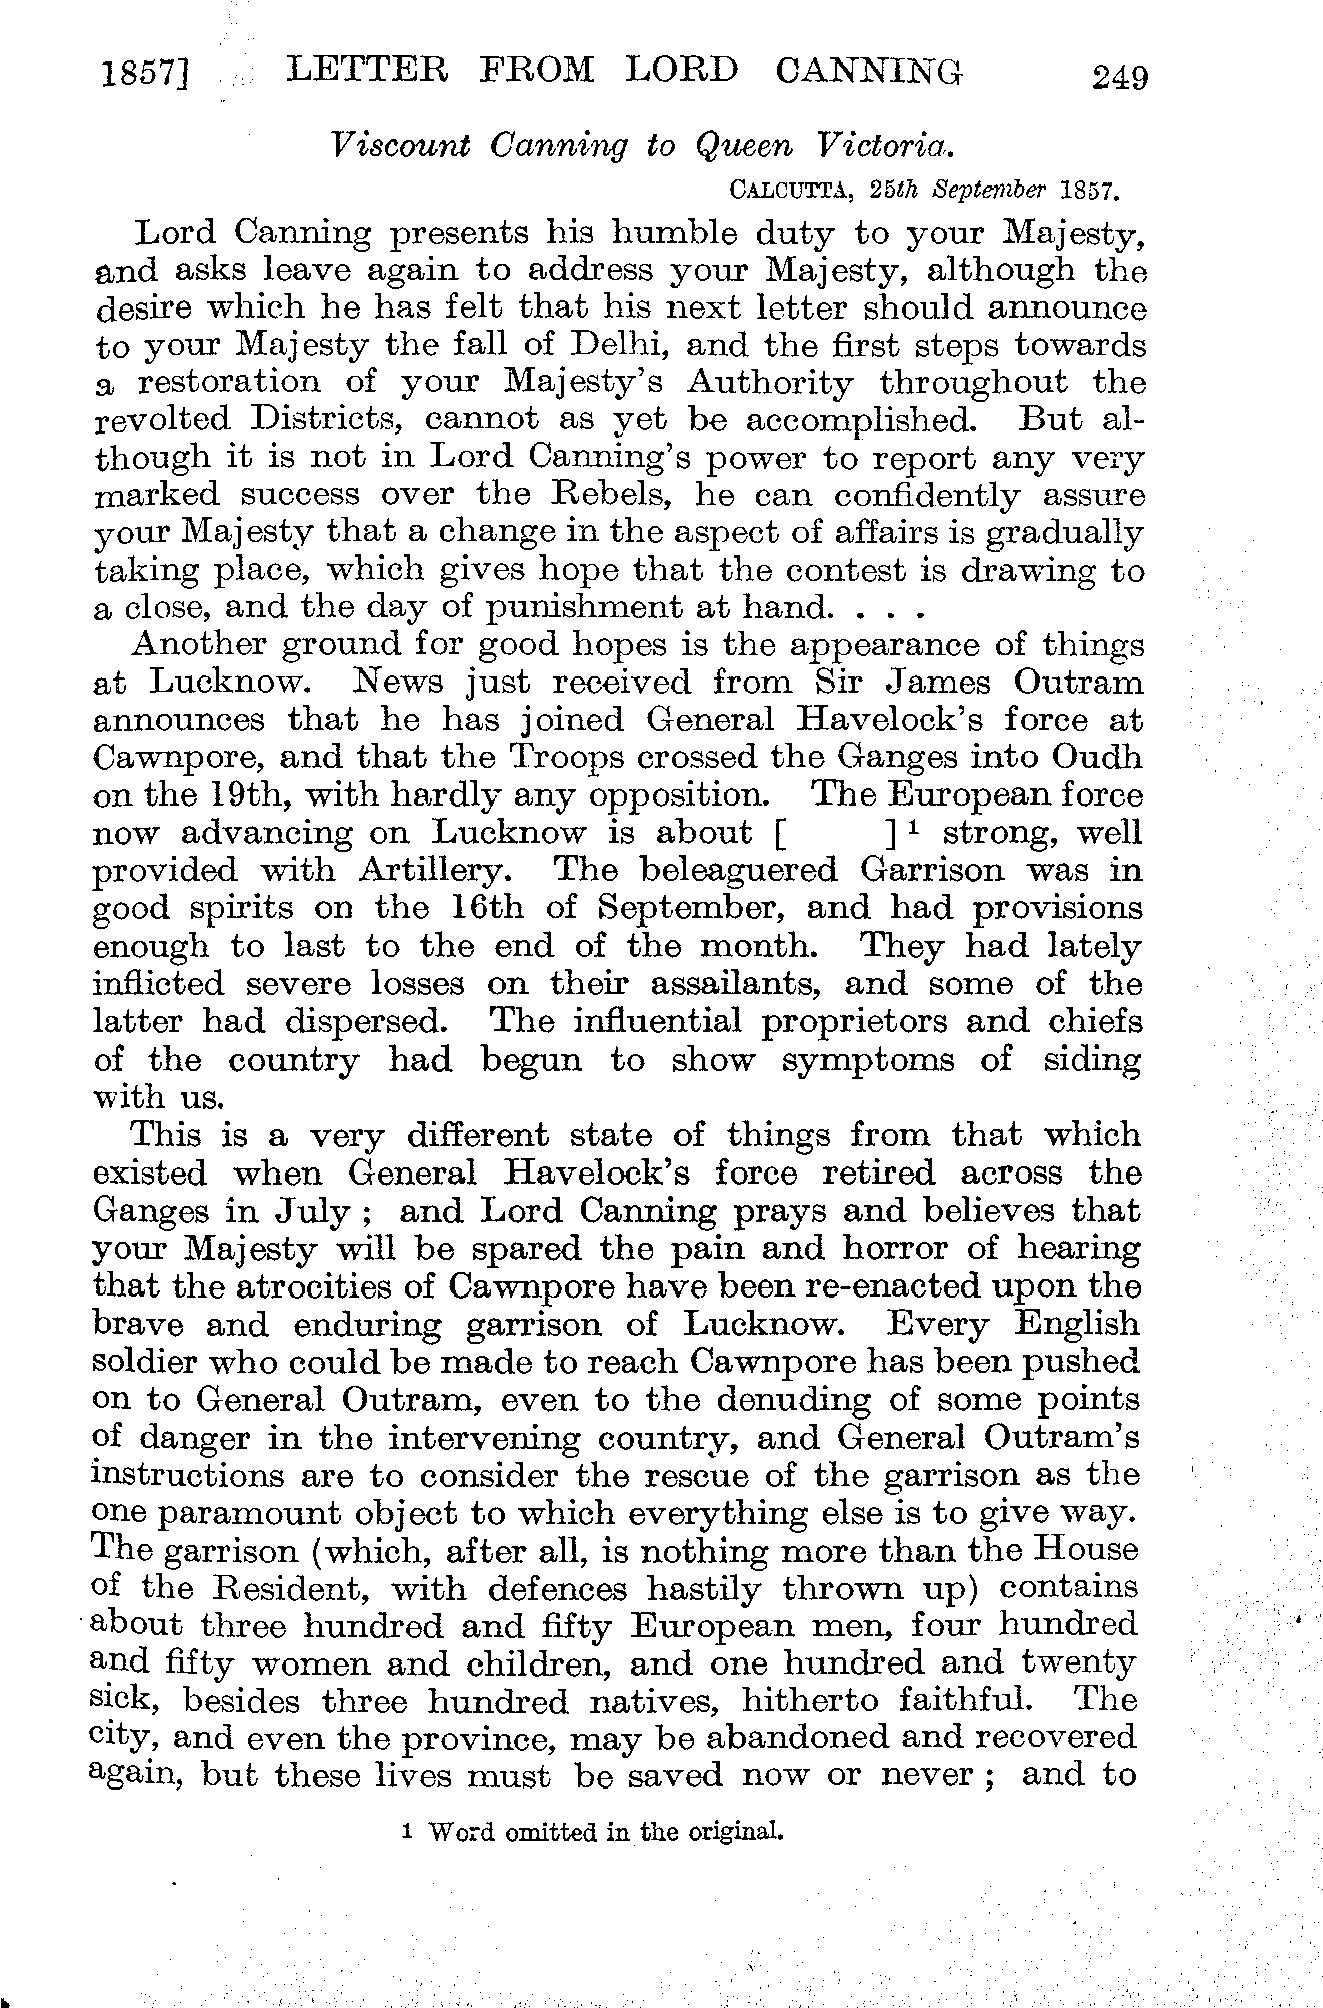 1857] LETTER FROM LORD CANNING 249
Viscount Canning to Queen Victoria.
CALCUTTA, 25th September 1857.
Lord Canning presents his humble duty to your Majesty,
and asks leave again to address your Majesty, although the
desire which he has felt that his next letter should announce
to your Majesty the fall of Delhi, and the first steps towards
a restoration of your Majesty's Authority throughout the
revolted Districts, cannot as yet be accomplished. But al-
though it is not in Lord Canning's power to report any very
marked success over the Rebels, he can confidently assure
your Majesty that a change in the aspect of affairs is gradually
taking place, which gives hope that the contest is drawing to
a close, and the day of punishment at hand. . . .
Another ground for good hopes is the appearance of things
at Lucknow. News just received from Sir James Outram
announces that he has joined General Havelock's force at
Cawnpore, and that the Troops crossed the Ganges into Oudh
on the 19th, with hardly any opposition. The European force
now advancing on Lucknow is about [ ]¹ strong, well
provided with Artillery. The beleaguered Garrison was in
good spirits on the 16th of September, and had provisions
enough to last to the end of the month. They had lately
inflicted severe losses on their assailants, and some of the
latter had dispersed. The influential proprietors and chiefs
of the country had begun to show symptoms of siding
with us.
This is a very different state of things from that which
existed when General Havelock's force retired across the
Ganges in July ; and Lord Canning prays and believes that
your Majesty will be spared the pain and horror of hearing
that the atrocities of Cawnpore have been re-enacted upon the
brave and enduring garrison of Lucknow. Every English
soldier who could be made to reach Cawnpore has been pushed
on to General Outram, even to the denuding of some points
of danger in the intervening country, and General Outram's
instructions are to consider the rescue of the garrison as the
one paramount object to which everything else is to give way.
The garrison (which, after all, is nothing more than the House
of the Resident, with defences hastily thrown up) contains
about three hundred and fifty European men, four hundred
and fifty women and children, and one hundred and twenty
sick, besides three hundred natives, hitherto faithful. The
city, and even the province, may be abandoned and recovered
again, but these lives must be saved now or never ; and to
1 Word omitted in the original.